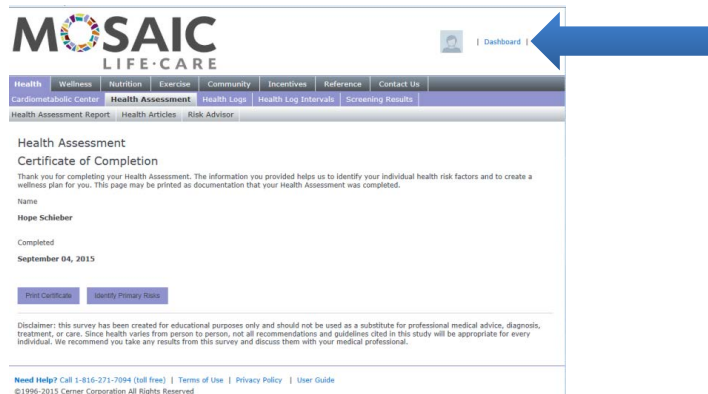 MOSAIC
LIFE·CARE
| Dashboard |
Health Wellness Nutrition Exercise Community Incentives Reference Contact Us
Cardiometabolic Center Health Assessment Health Logs Health Log Intervals Screening Results
Health Assessment Report Health Articles Risk Advisor
Health Assessment
Certificate of Completion
Thank you for completing your Health Assessment. The information you provided helps us to identify your individual health risk factors and to create a
wellness plan for you. This page may be printed as documentation that your Health Assessment was completed.
Name
Hope Schieber
Completed
September 04, 2015
Print Certificate Identify Primary Risks
Disclaimer: this survey has been created for educational purposes only and should not be used as a substitute for professional medical advice, diagnosis,
treatment, or care. Since health varies from person to person, not all recommendations and guidelines cited in this study will be appropriate for every
individual. We recommend you take any results from this survey and discuss them with your medical professional.
Need Help? Call 1-816-271-7094 (toll free) | Terms of Use | Privacy Policy | User Guide
©1996-2015 Cerner Corporation All Rights Reserved